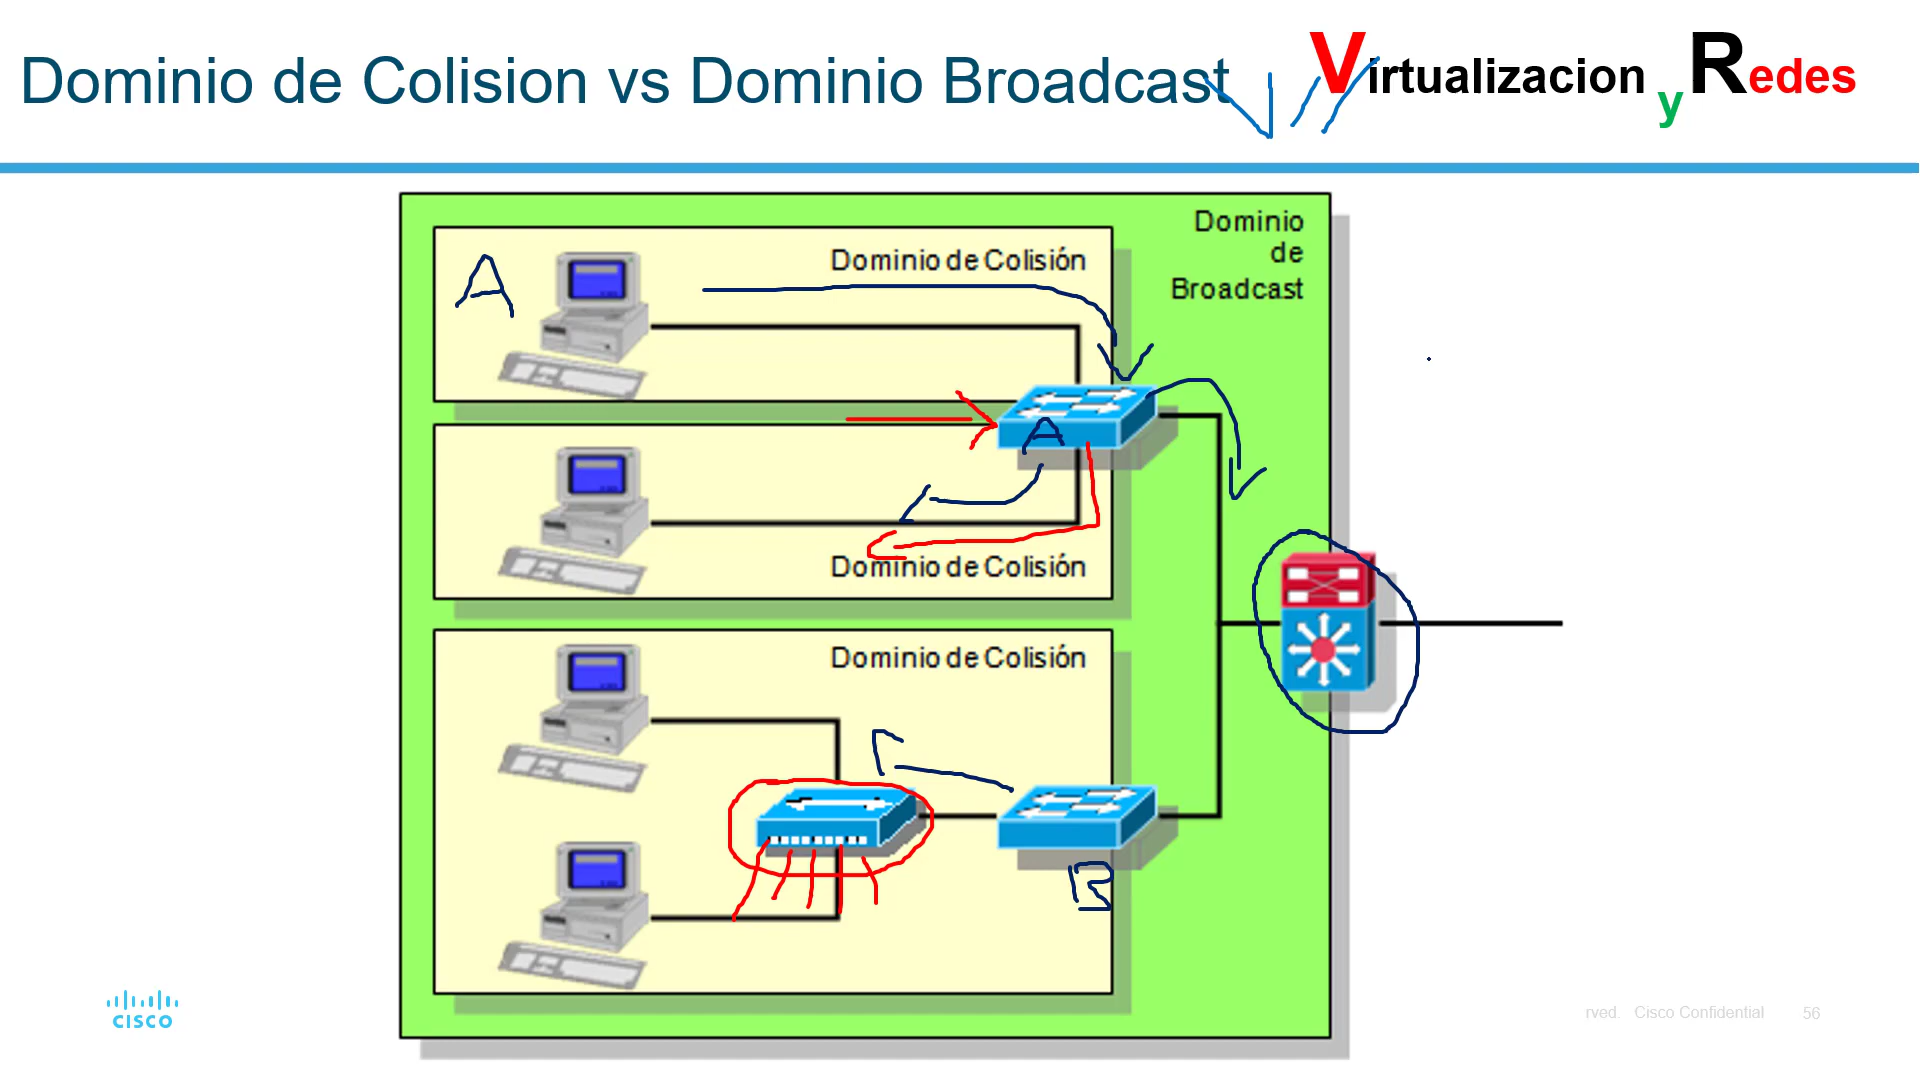 Dominio de Colision vs Dominio Broadcast
Virtualizacion y Redes
Dominio
de
Broadcast
Dominio de Colisión
A
A
Dominio de Colisión
Dominio de Colisión
B
CISCO
rved. Cisco Confidential 56